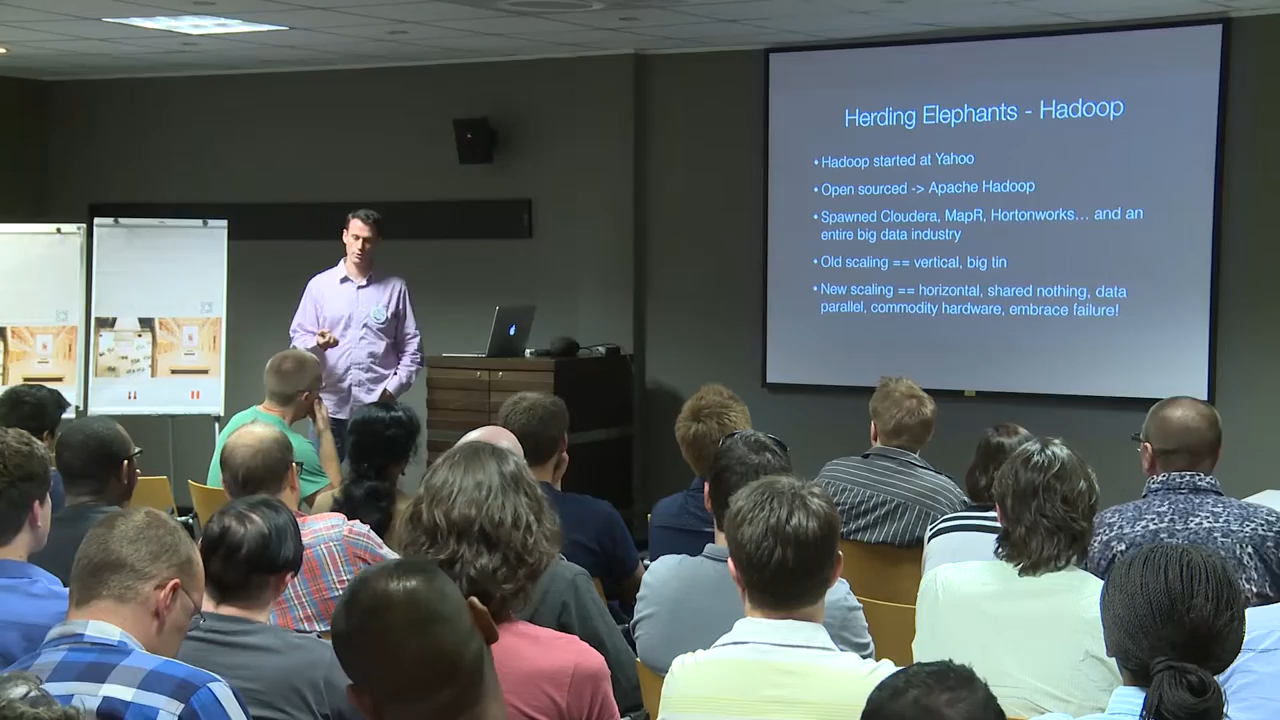 Herding Elephants - Hadoop
• Hadoop started at Yahoo
• Open sourced -> Apache Hadoop
• Spawned Cloudera, MapR, Hortonworks... and an
entire big data industry
• Old scaling == vertical, big tin
• New scaling == horizontal, shared nothing, data
parallel, commodity hardware, embrace failure!